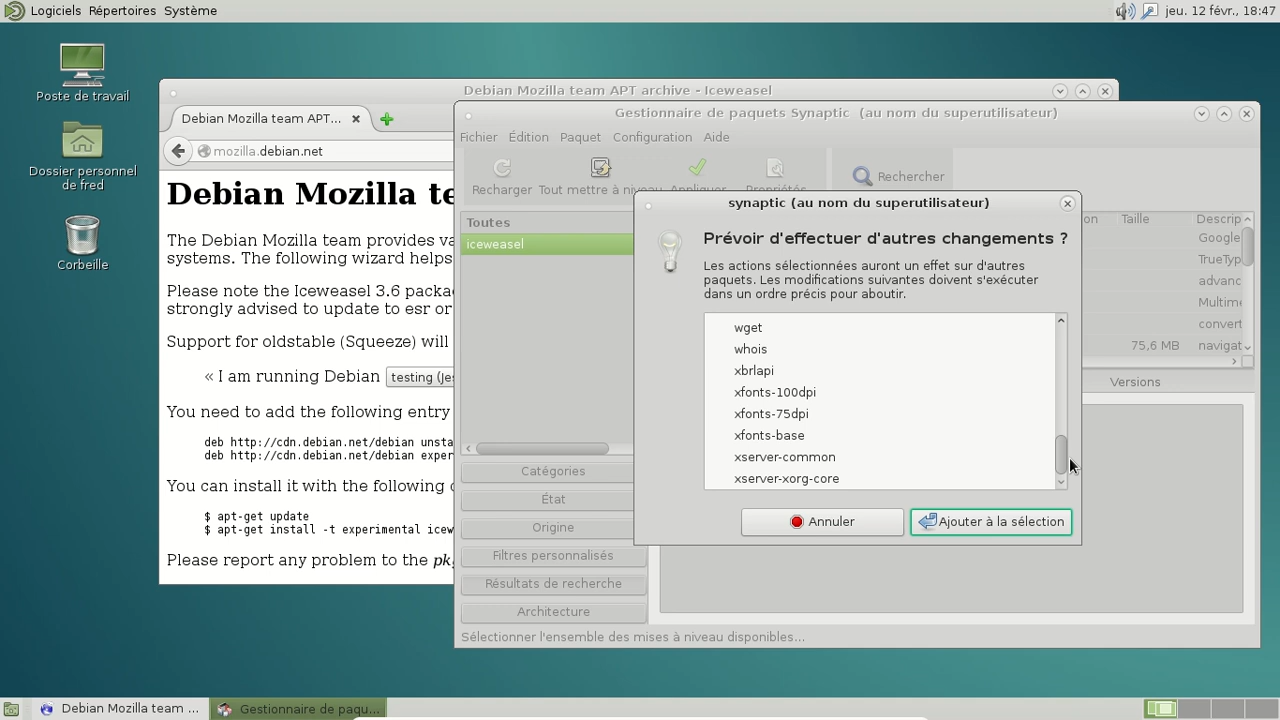 Logiciels Répertoires Système
jeu. 12 févr., 18:47
Poste de travail
Dossier personnel
de fred
Corbeille
Debian Mozilla team APT archive - Iceweasel
Debian Mozilla team APT...
mozilla.debian.net
Debian Mozilla te
The Debian Mozilla team provides va
systems. The following wizard helps
Please note the Iceweasel 3.6 packa
strongly advised to update to esr or
Support for oldstable (Squeeze) will
« I am running Debian testing (Je
You need to add the following entry
deb http://cdn.debian.net/debian unsta
deb http://cdn.debian.net/debian exper
You can install it with the following c
$ apt-get update
$ apt-get install -t experimental icew
Please report any problem to the pk
Gestionnaire de paquets Synaptic (au nom du superutilisateur)
Fichier Édition Paquet Configuration Aide
Recharger Tout mettre à niveau Appliquer Propriétés
Rechercher
Toutes
iceweasel
Catégories
État
Origine
Filtres personnalisés
Résultats de recherche
Architecture
on Taille Descrip
Google
TrueTyp
advanc
Multime
convert
75,6 MB navigat
Versions
Sélectionner l'ensemble des mises à niveau disponibles...
synaptic (au nom du superutilisateur)
Prévoir d'effectuer d'autres changements ?
Les actions sélectionnées auront un effet sur d'autres
paquets. Les modifications suivantes doivent s'exécuter
dans un ordre précis pour aboutir.
wget
whois
xbrlapi
xfonts-100dpi
xfonts-75dpi
xfonts-base
xserver-common
xserver-xorg-core
Annuler
Ajouter à la sélection
Debian Mozilla team ...
Gestionnaire de paqu...